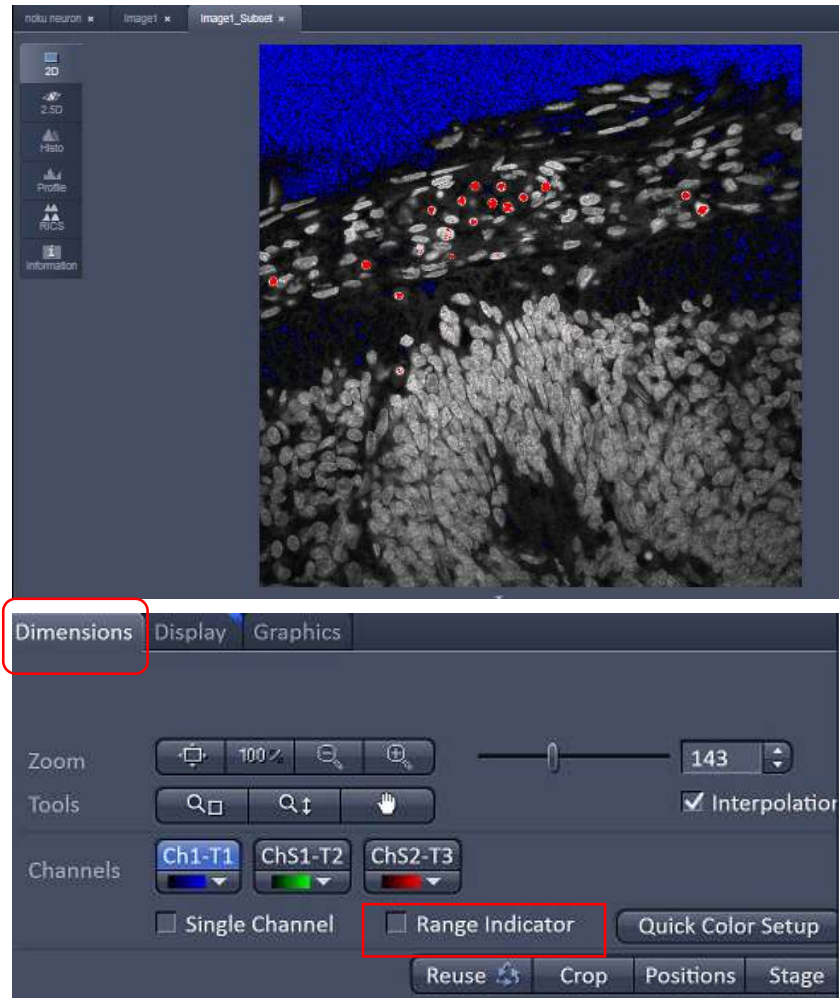 noku neuron × Image1 × Image1_Subset ×
2D
2.5D
Histo
Profile
RICS
Information
Dimensions Display Graphics
Zoom 100% 143
Tools Interpolation
Channels Ch1-T1 ChS1-T2 ChS2-T3
Single Channel Range Indicator Quick Color Setup
Reuse Crop Positions Stage